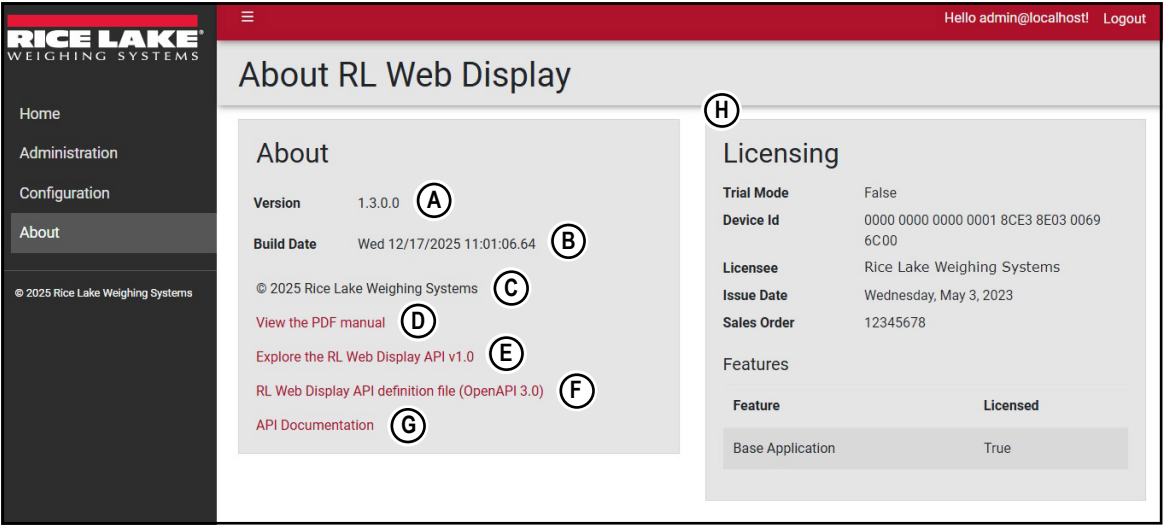 RICE LAKE®
WEIGHING SYSTEMS
Home
Administration
Configuration
About
© 2025 Rice Lake Weighing Systems
☰
Hello admin@localhost! Logout
About RL Web Display
About
Version 1.3.0.0 A
Build Date Wed 12/17/2025 11:01:06.64 B
© 2025 Rice Lake Weighing Systems C
View the PDF manual D
Explore the RL Web Display API v1.0 E
RL Web Display API definition file (OpenAPI 3.0) F
API Documentation G
H
Licensing
Trial Mode False
Device Id 0000 0000 0000 0001 8CE3 8E03 0069
6C00
Licensee Rice Lake Weighing Systems
Issue Date Wednesday, May 3, 2023
Sales Order 12345678
Features
Feature Licensed
Base Application True